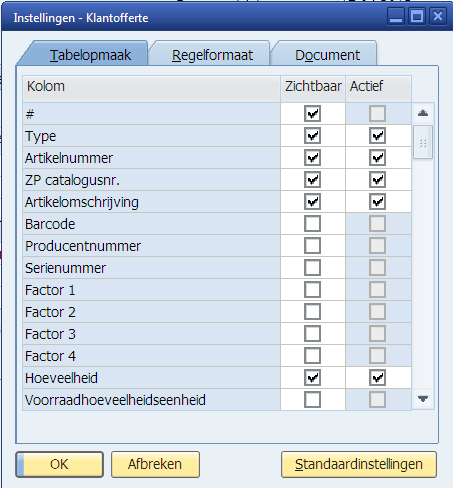 Instellingen - Klantofferte
Tabelopmaak Regelformaat Document
Kolom Zichtbaar Actief
#
Type
Artikelnummer
ZP catalogusnr.
Artikelomschrijving
Barcode
Producentnummer
Serienummer
Factor 1
Factor 2
Factor 3
Factor 4
Hoeveelheid
Voorraadhoeveelheidseenheid
OK Afbreken Standaardinstellingen